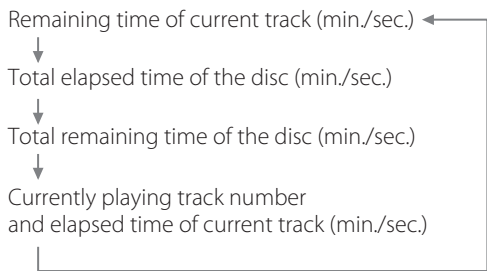 Remaining time of current track (min./sec.)
Total elapsed time of the disc (min./sec.)
Total remaining time of the disc (min./sec.)
Currently playing track number
and elapsed time of current track (min./sec.)